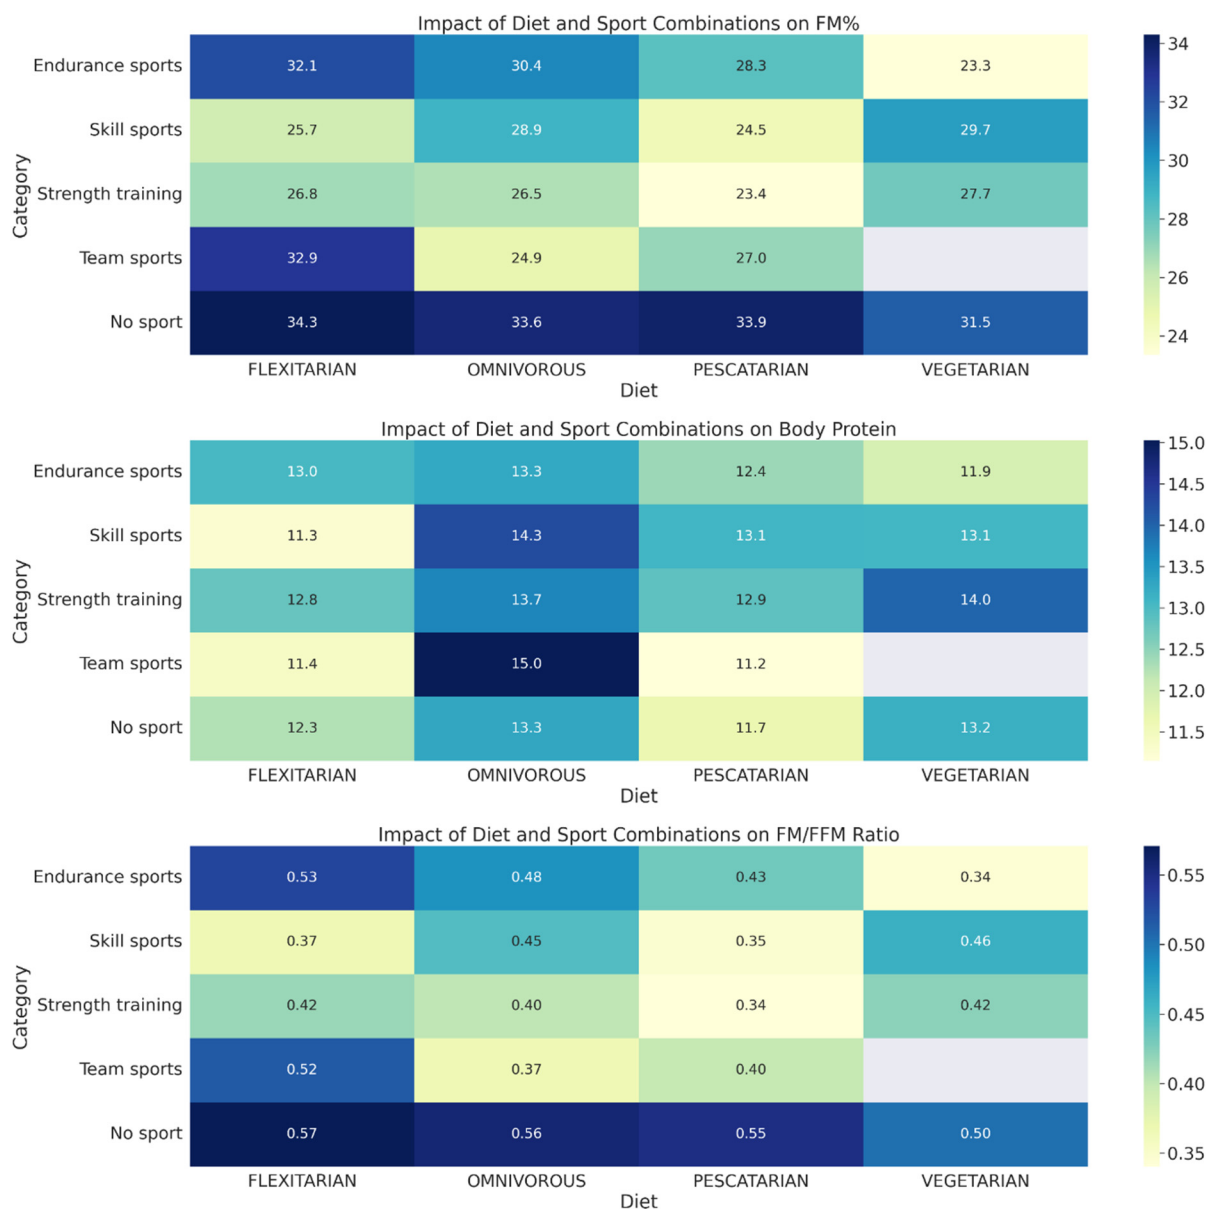 Impact of Diet and Sport Combinations on FM%
Category
Endurance sports 32.1 30.4 28.3 23.3
Skill sports 25.7 28.9 24.5 29.7
Strength training 26.8 26.5 23.4 27.7
Team sports 32.9 24.9 27.0
No sport 34.3 33.6 33.9 31.5
FLEXITARIAN OMNIVOROUS PESCATARIAN VEGETARIAN
Diet
34
32
30
28
26
24
Impact of Diet and Sport Combinations on Body Protein
Category
Endurance sports 13.0 13.3 12.4 11.9
Skill sports 11.3 14.3 13.1 13.1
Strength training 12.8 13.7 12.9 14.0
Team sports 11.4 15.0 11.2
No sport 12.3 13.3 11.7 13.2
FLEXITARIAN OMNIVOROUS PESCATARIAN VEGETARIAN
Diet
15.0
14.5
14.0
13.5
13.0
12.5
12.0
11.5
Impact of Diet and Sport Combinations on FM/FFM Ratio
Category
Endurance sports 0.53 0.48 0.43 0.34
Skill sports 0.37 0.45 0.35 0.46
Strength training 0.42 0.40 0.34 0.42
Team sports 0.52 0.37 0.40
No sport 0.57 0.56 0.55 0.50
FLEXITARIAN OMNIVOROUS PESCATARIAN VEGETARIAN
Diet
0.55
0.50
0.45
0.40
0.35